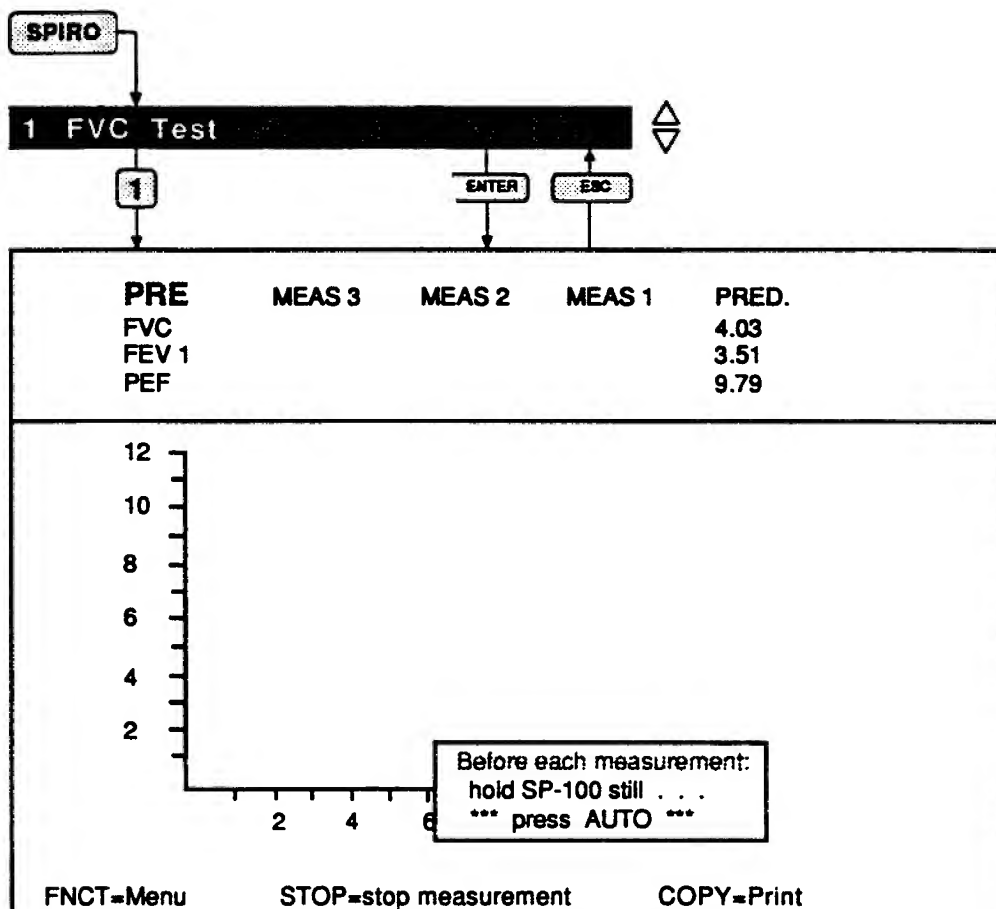 SPIRO
1 FVC Test
1
ENTER ESC
PRE MEAS 3 MEAS 2 MEAS 1 PRED.
FVC 4.03
FEV 1 3.51
PEF 9.79
12
10
8
6
4
2
Before each measurement:
hold SP-100 still . . .
*** press AUTO ***
2 4 6
FNCT=Menu STOP=stop measurement COPY=Print